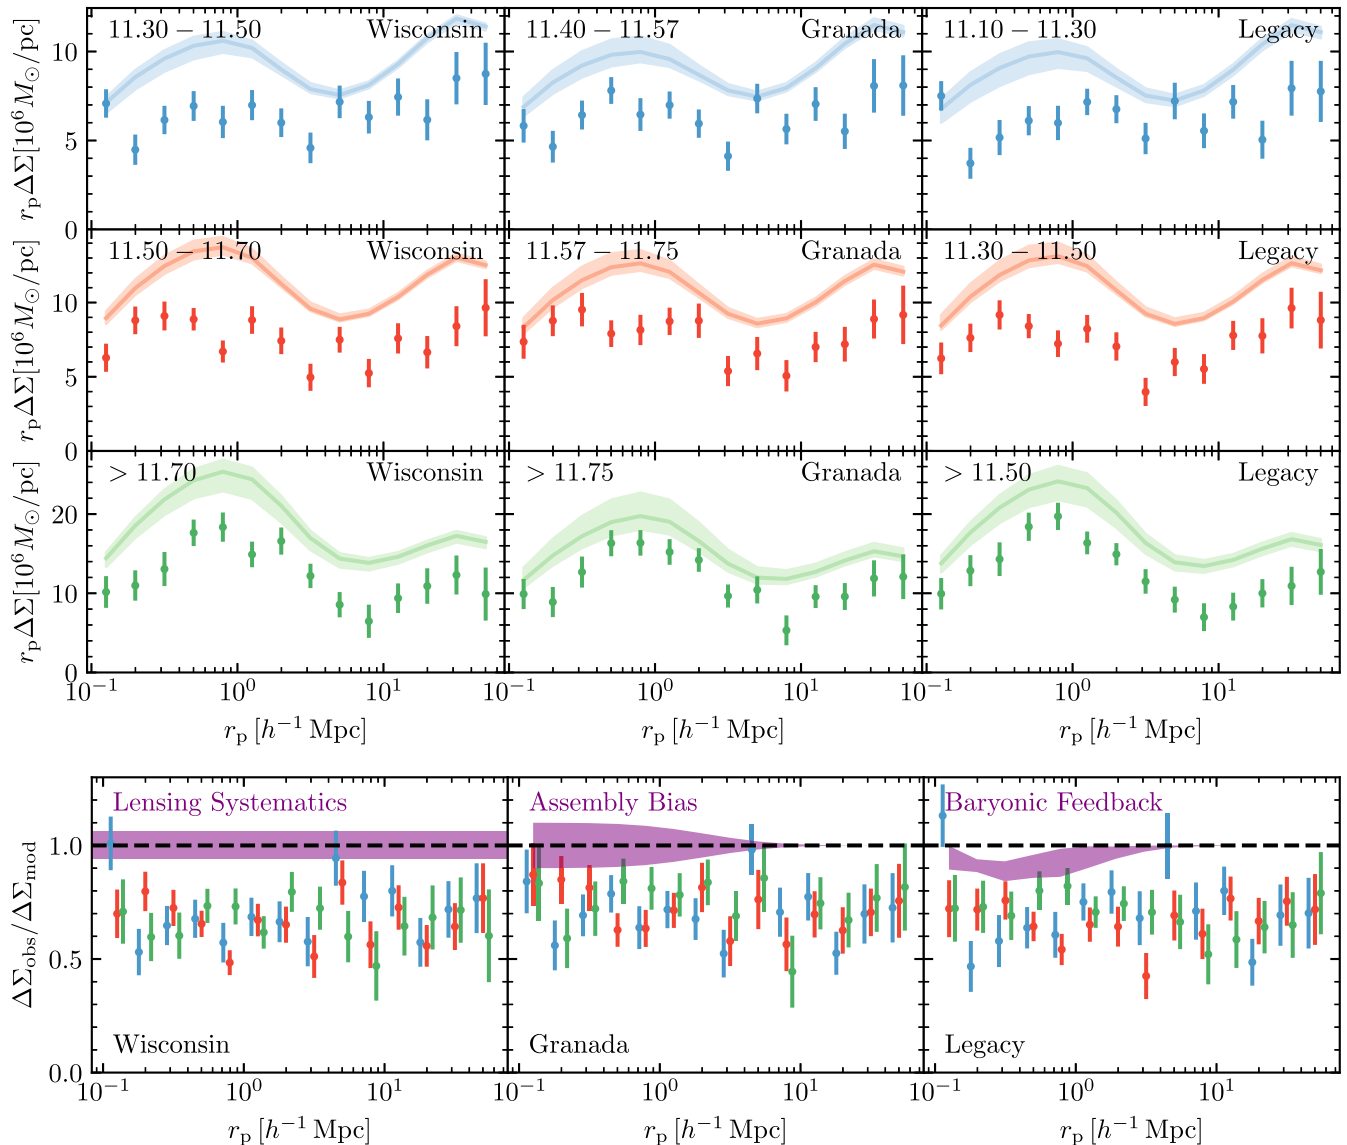 11.30 − 11.50 Wisconsin 11.40 − 11.57 Granada 11.10 − 11.30 Legacy
10
5
0
r_p ΔΣ[10^6 M_⊙/pc]
11.50 − 11.70 Wisconsin 11.57 − 11.75 Granada 11.30 − 11.50 Legacy
10
5
0
r_p ΔΣ[10^6 M_⊙/pc]
> 11.70 Wisconsin > 11.75 Granada > 11.50 Legacy
20
10
0
r_p ΔΣ[10^6 M_⊙/pc]
10^−1 10^0 10^1 10^−1 10^0 10^1 10^−1 10^0 10^1
r_p [h^−1 Mpc] r_p [h^−1 Mpc] r_p [h^−1 Mpc]
Lensing Systematics Assembly Bias Baryonic Feedback
1.0
0.5
0.0
ΔΣ_obs/ΔΣ_mod
Wisconsin Granada Legacy
10^−1 10^0 10^1 10^−1 10^0 10^1 10^−1 10^0 10^1
r_p [h^−1 Mpc] r_p [h^−1 Mpc] r_p [h^−1 Mpc]